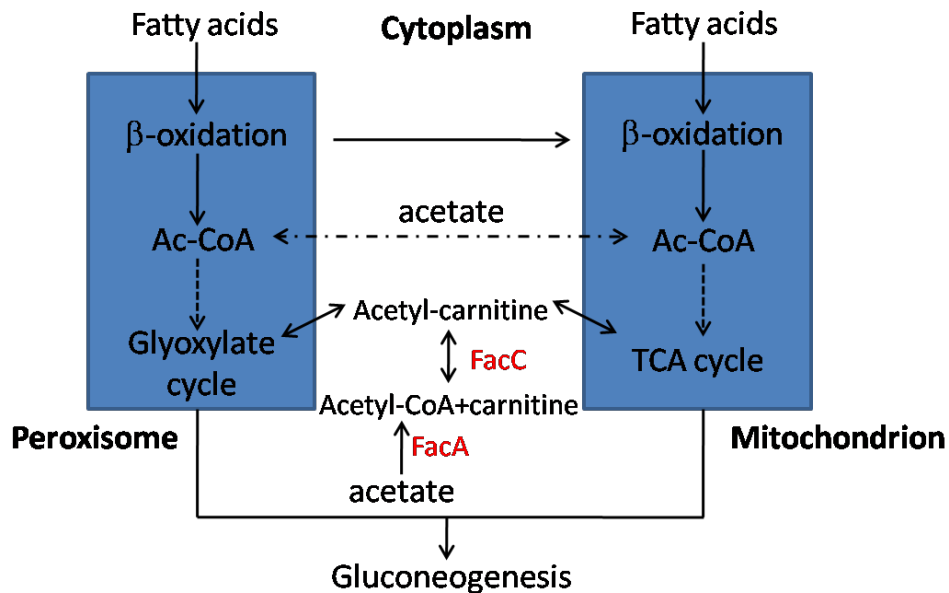 Fatty acids
Cytoplasm
Fatty acids
β-oxidation
β-oxidation
acetate
Ac-CoA
Ac-CoA
Acetyl-carnitine
Glyoxylate
cycle
FacC
TCA cycle
Acetyl-CoA+carnitine
Peroxisome
FacA
Mitochondrion
acetate
Gluconeogenesis